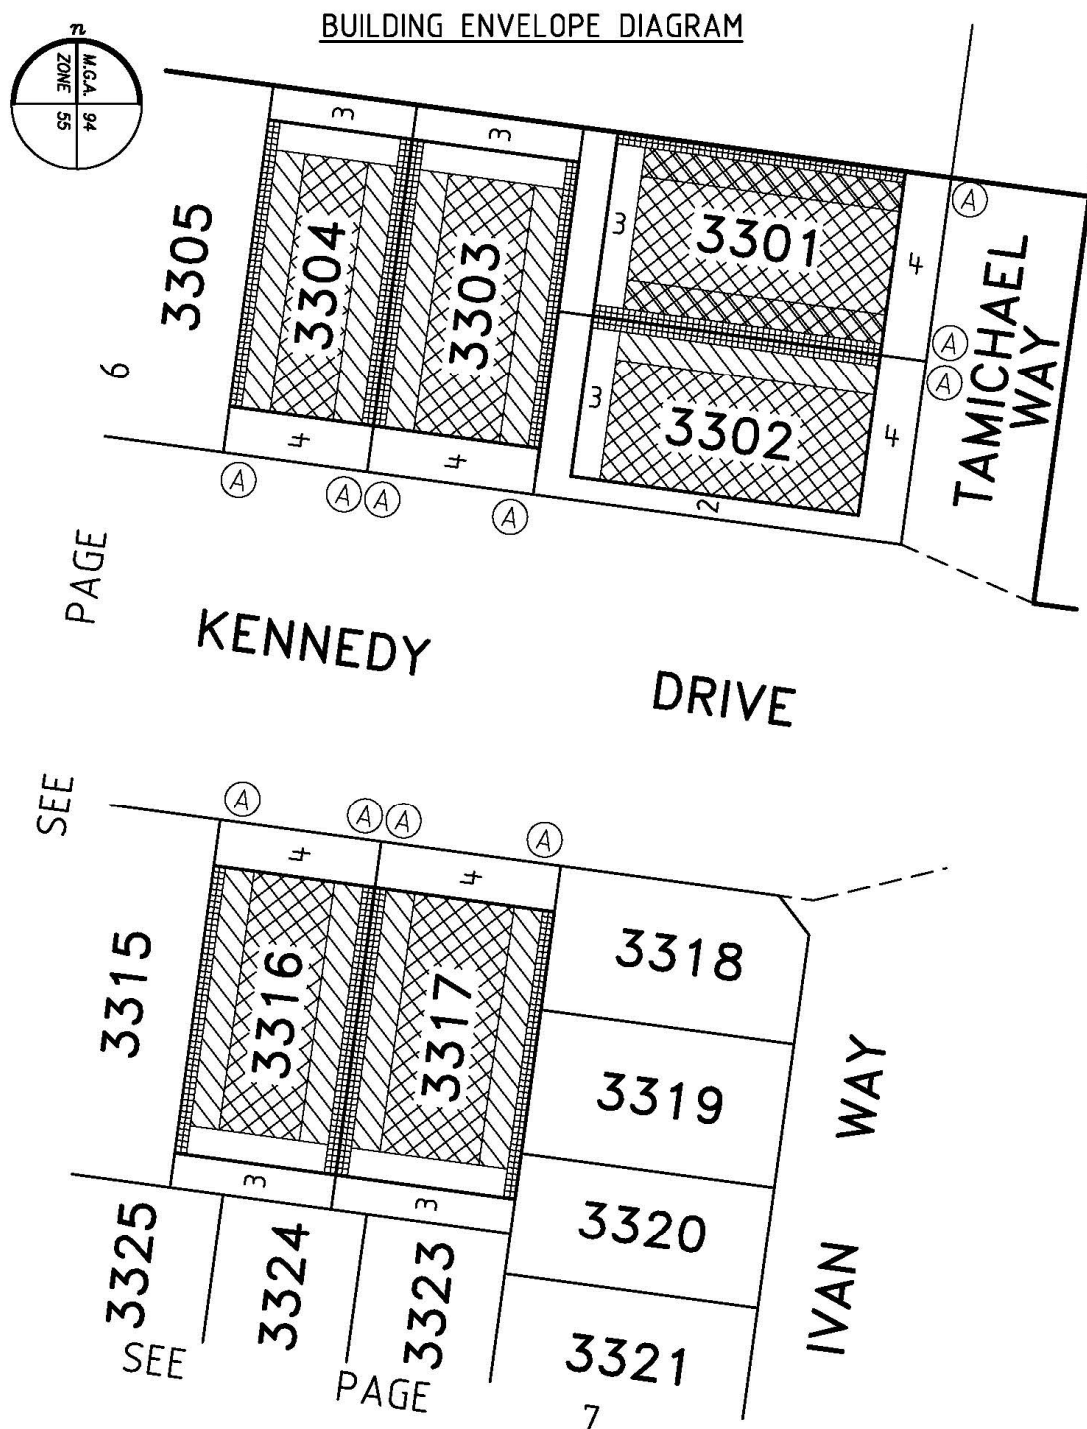 BUILDING ENVELOPE DIAGRAM
n
M.G.A. 94
ZONE 55
3
3
3305
3304
3303
3
3301
4
TAMICHAEL
WAY
A
A
A
3
3302
4
6
4
4
2
A
A
A
A
PAGE
KENNEDY
DRIVE
SEE
A
A
A
A
4
4
3315
3316
3317
3318
3319
WAY
3
3
3325
3324
3323
3320
IVAN
3321
SEE
PAGE
7